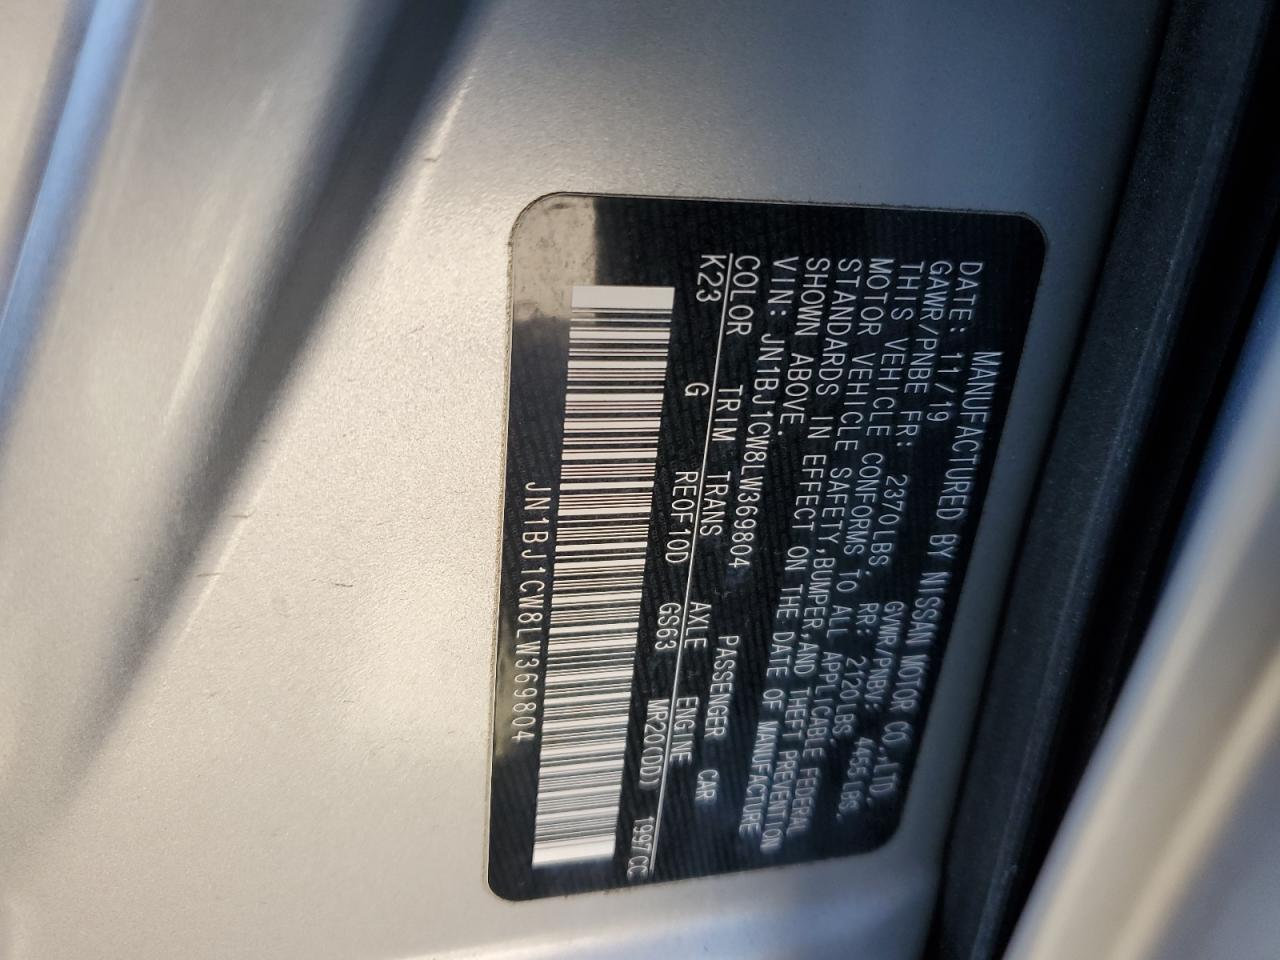 MANUFACTURED BY NISSAN MOTOR CO.,LTD.
DATE: 11/19 GVWR/PNBV: 4455LBS.
GAWR/PNBE FR: 2370LBS. RR: 2120LBS.
THIS VEHICLE CONFORMS TO ALL APPLICABLE FEDERAL
MOTOR VEHICLE SAFETY,BUMPER,AND THEFT PREVENTION
STANDARDS IN EFFECT ON THE DATE OF MANUFACTURE
SHOWN ABOVE.
VIN: JN1BJ1CW8LW369804 PASSENGER CAR
COLOR TRIM TRANS AXLE ENGINE
K23 G RE0F10D GS63 MR20(DD) 1997CC
JN1BJ1CW8LW369804